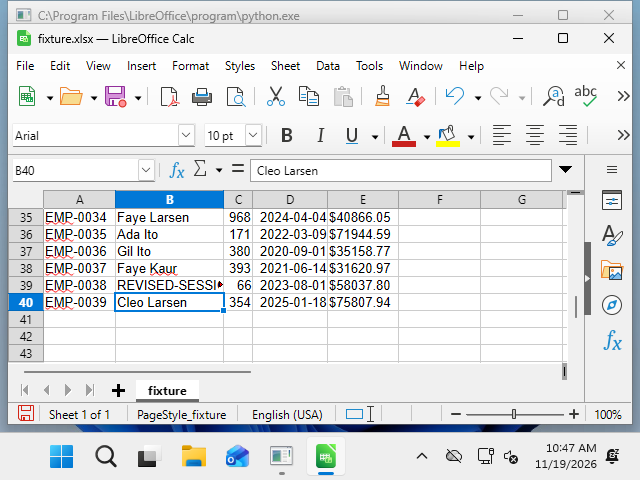 C:\Program Files\LibreOffice\program\python.exe
fixture.xlsx — LibreOffice Calc
File Edit View Insert Format Styles Sheet Data Tools Window Help
abc
Arial 10 pt B I U A
B40 fx Σ = Cleo Larsen
A B C D E F G
35 EMP-0034 Faye Larsen 968 2024-04-04 $40866.05
36 EMP-0035 Ada Ito 171 2022-03-09 $71944.59
37 EMP-0036 Gil Ito 380 2020-09-01 $35158.77
38 EMP-0037 Faye Kaur 393 2021-06-14 $31620.97
39 EMP-0038 REVISED-SESSI 66 2023-08-01 $58037.80
40 EMP-0039 Cleo Larsen 354 2025-01-18 $75807.94
41
42
43
fixture
Sheet 1 of 1 PageStyle_fixture English (USA) 100%
10:47 AM
11/19/2026